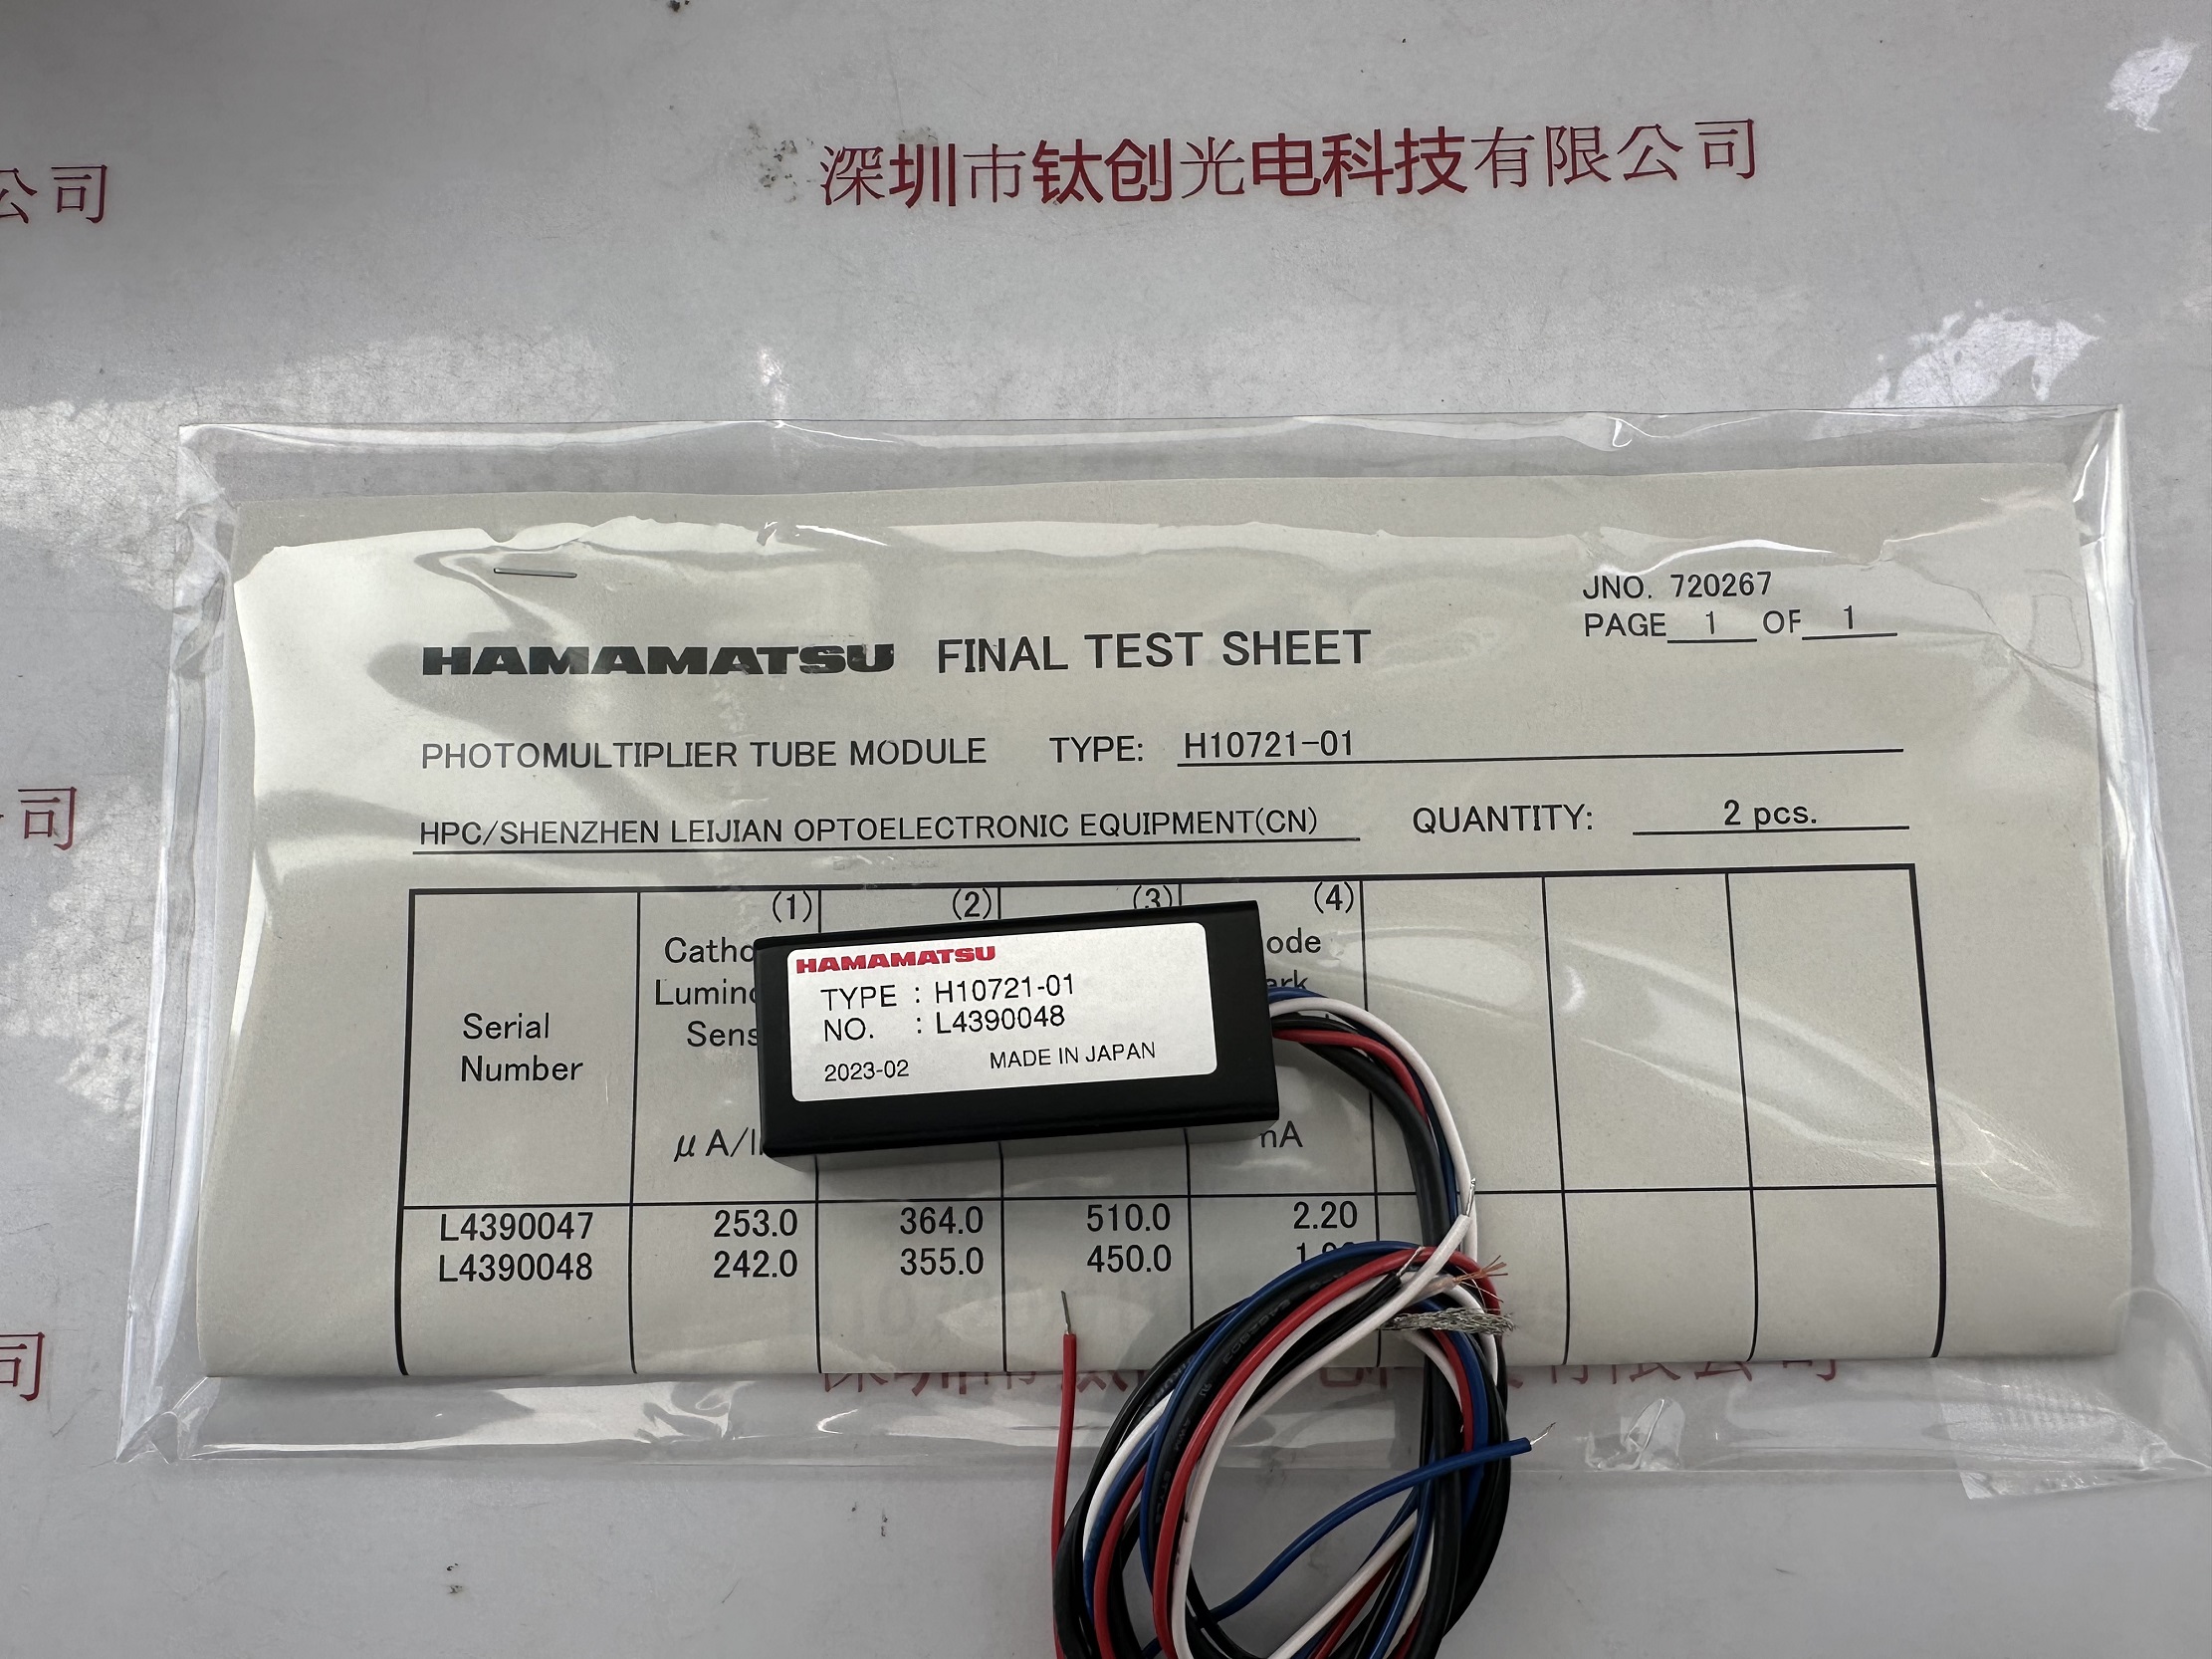 深圳市钛创光电科技有限公司
公司
司
司
JNO. 720267
PAGE 1 OF 1
HAMAMATSU FINAL TEST SHEET
PHOTOMULTIPLIER TUBE MODULE TYPE: H10721-01
HPC/SHENZHEN LEIJIAN OPTOELECTRONIC EQUIPMENT(CN) QUANTITY: 2 pcs.
(1) (2) (3) (4)
Serial
Number
μA/
HAMAMATSU
TYPE : H10721-01
NO. : L4390048
2023-02 MADE IN JAPAN
L4390047 253.0 364.0 510.0 2.20
L4390048 242.0 355.0 450.0